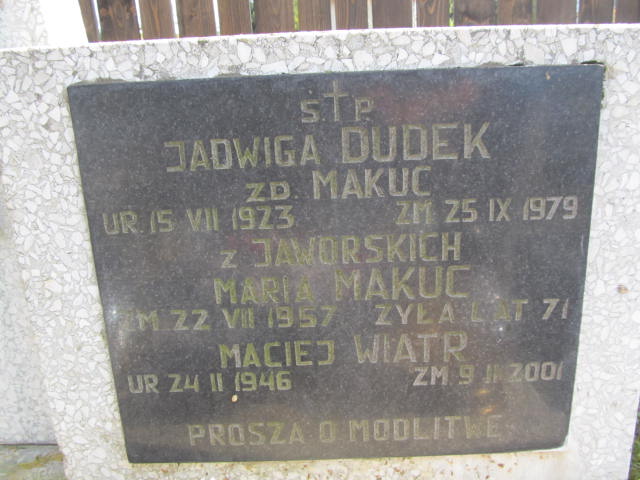 S†P
JADWIGA DUDEK
ZD. MAKUC
UR. 15 VII 1923 ZM. 25 IX 1979
Z JAWORSKICH
MARIA MAKUC
ZM. 22 VII 1957 ŻYŁA LAT 71
MACIEJ WIATR
UR 24 II 1946 ZM. 9 II 2001
PROSZĄ O MODLITWĘ